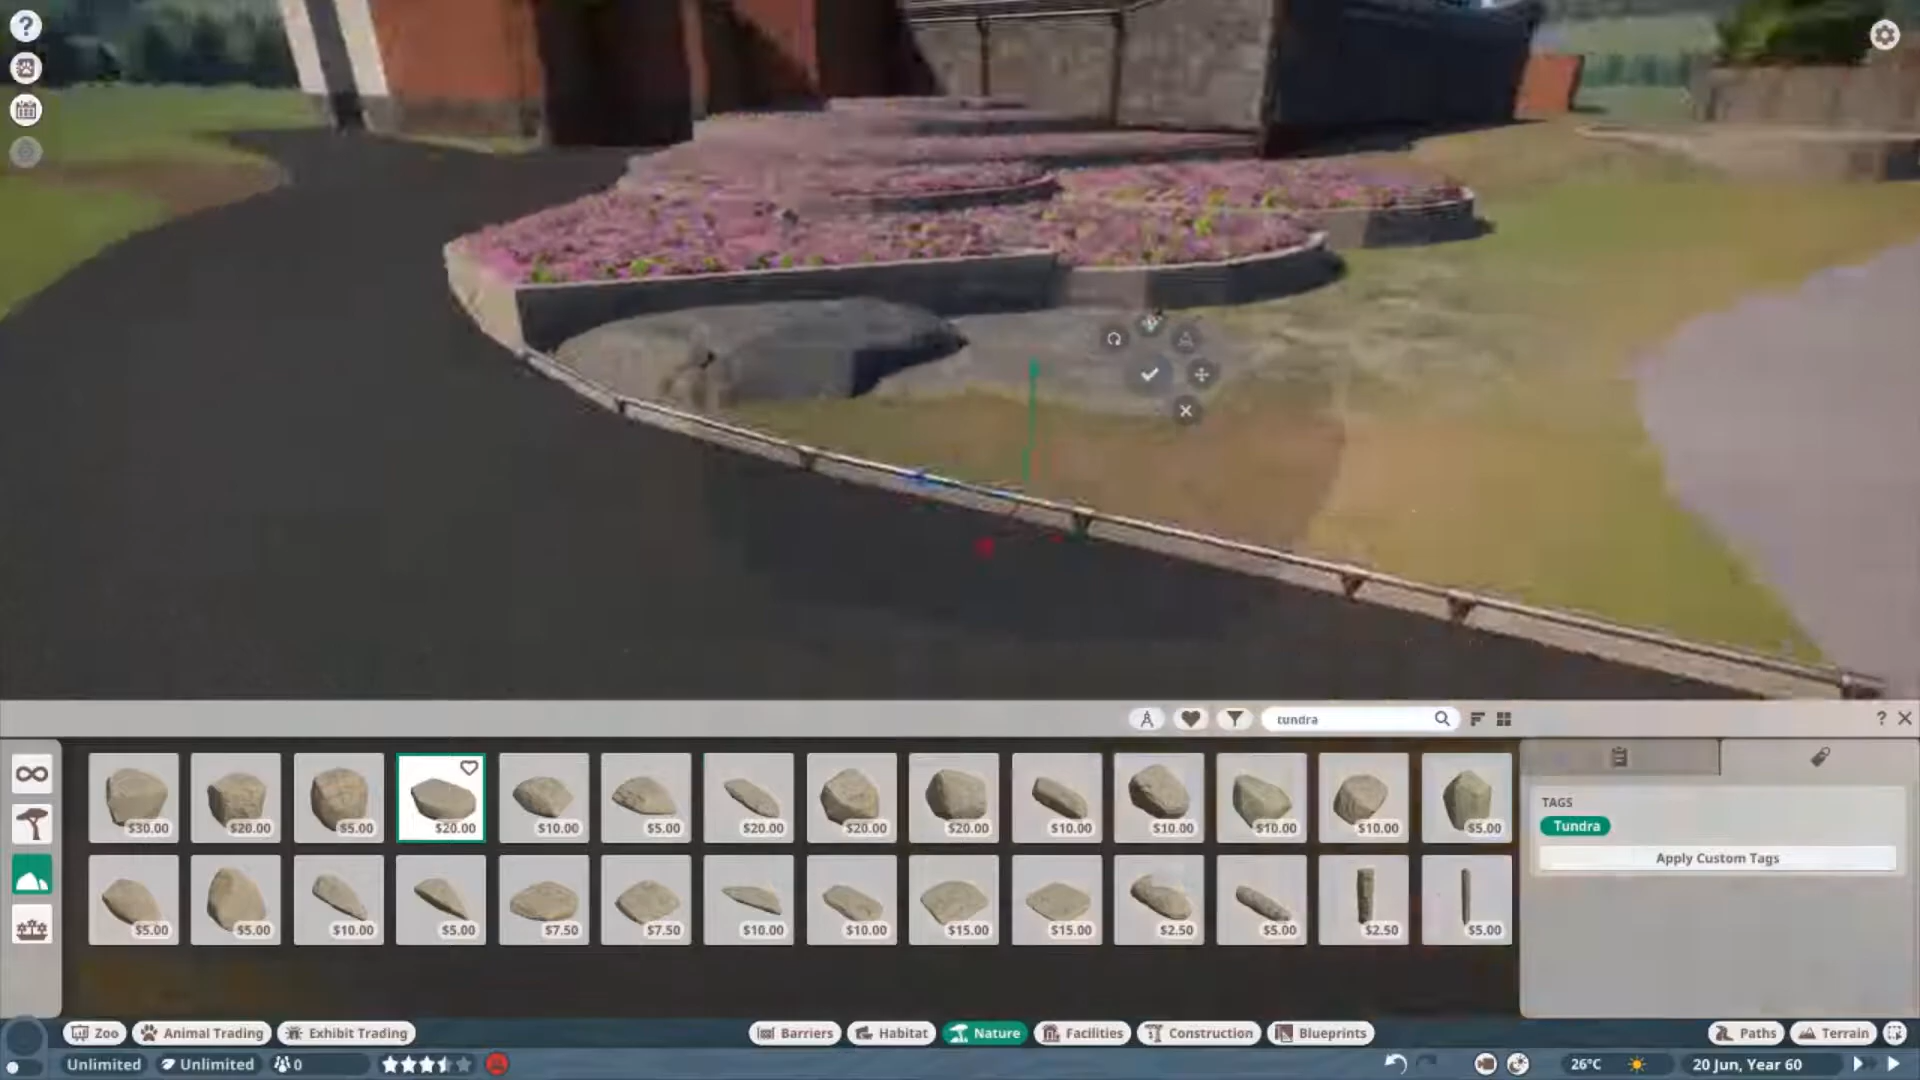 ?
tundra
?
$30.00 $20.00 $5.00 $20.00 $10.00 $5.00 $20.00 $20.00 $20.00 $10.00 $10.00 $10.00 $10.00 $5.00
$5.00 $5.00 $10.00 $5.00 $7.50 $7.50 $10.00 $10.00 $15.00 $15.00 $2.50 $5.00 $2.50 $5.00
TAGS
Tundra
Apply Custom Tags
Zoo Animal Trading Exhibit Trading Barriers Habitat Nature Facilities Construction Blueprints Paths Terrain
Unlimited Unlimited 0 26°C 20 Jun, Year 60